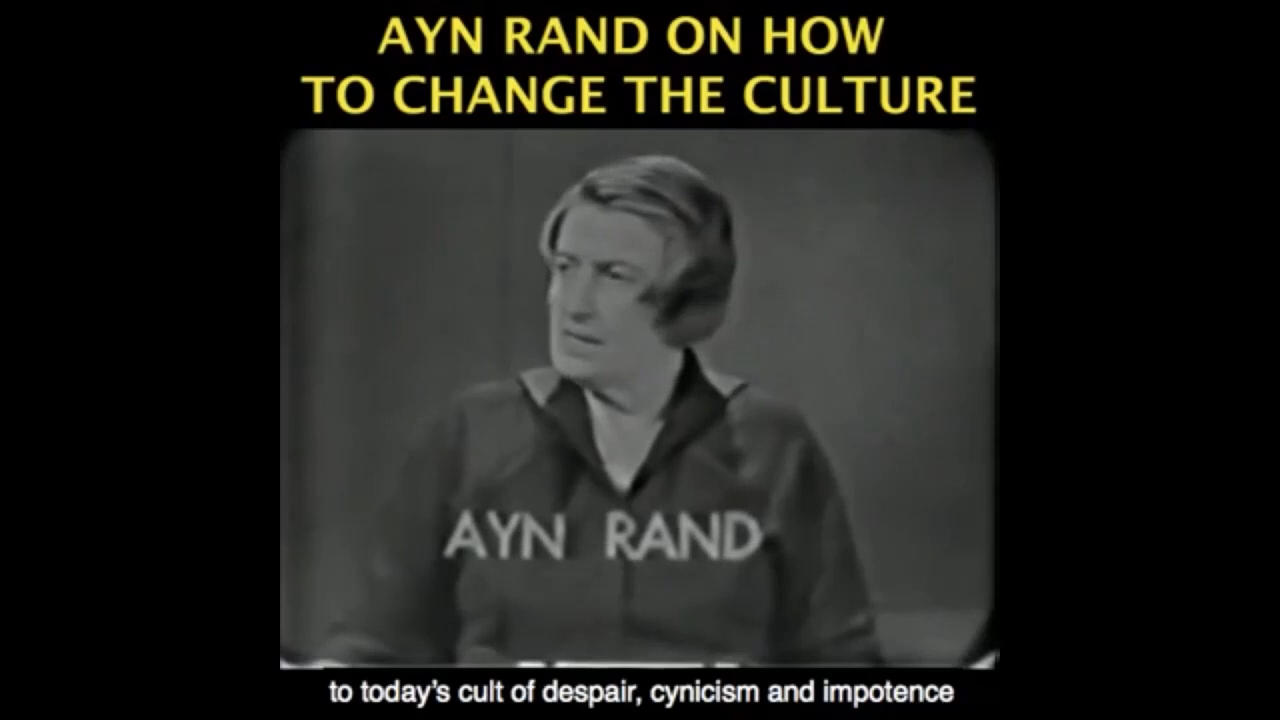 AYN RAND ON HOW
TO CHANGE THE CULTURE
AYN RAND
to today's cult of despair, cynicism and impotence